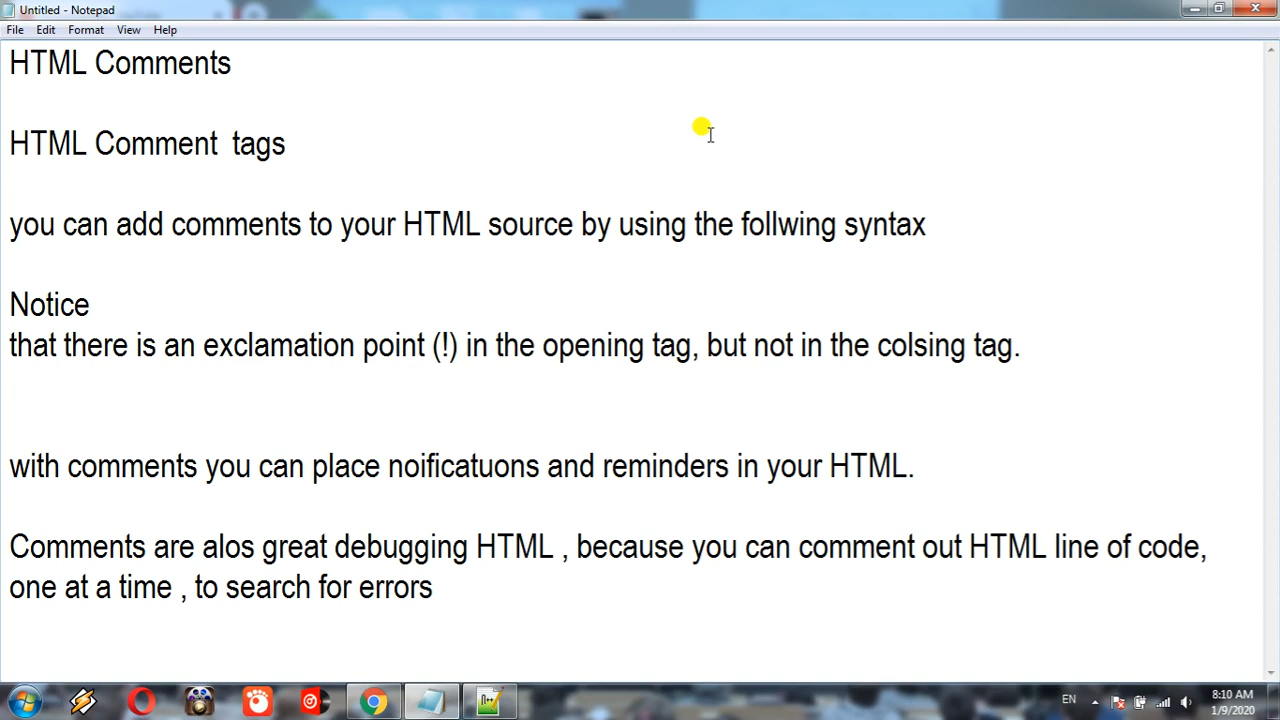 Untitled - Notepad
File Edit Format View Help
HTML Comments
HTML Comment  tags
you can add comments to your HTML source by using the follwing syntax
Notice
that there is an exclamation point (!) in the opening tag, but not in the colsing tag.
with comments you can place noificatuons and reminders in your HTML.
Comments are alos great debugging HTML , because you can comment out HTML line of code,
one at a time , to search for errors
EN
8:10 AM
1/9/2020